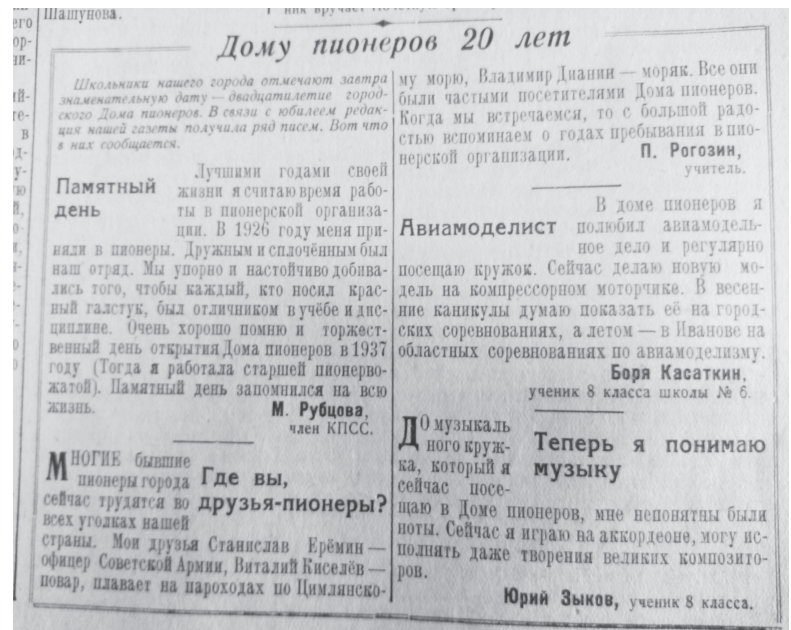 Шашунова.
Дому пионеров 20 лет
Школьники нашего города отмечают завтра
знаменательную дату — двадцатилетие город-
ского Дома пионеров. В связи с юбилеем редак-
ция нашей газеты получила ряд писем. Вот что
в них сообщается.
Памятный
день
Лучшими годами своей
жизни я считаю время рабо-
ты в пионерской организа-
ции. В 1926 году меня при-
няли в пионеры. Дружным и сплочённым был
наш отряд. Мы упорно и настойчиво добива-
лись того, чтобы каждый, кто носил крас-
ный галстук, был отличником в учёбе и дис-
циплине. Очень хорошо помню и торжест-
венный день открытия Дома пионеров в 1937
году (Тогда я работала старшей пионерво-
жатой). Памятный день запомнился на всю
жизнь.
М. Рубцова,
член КПСС.
Где вы,
друзья-пионеры?
МНОГИЕ бывшие
пионеры города
сейчас трудятся во
всех уголках нашей
страны. Мои друзья Станислав Ерёмин —
офицер Советской Армии, Виталий Киселёв —
повар, плавает на пароходах по Цимлянско-
му морю, Владимир Дианин — моряк. Все они
были частыми посетителями Дома пионеров.
Когда мы встречаемся, то с большой радо-
стью вспоминаем о годах пребывания в пио-
нерской организации.
П. Рогозин,
учитель.
Авиамоделист
В доме пионеров я
полюбил авиамодель-
ное дело и регулярно
посещаю кружок. Сейчас делаю новую мо-
дель на компрессорном моторчике. В весен-
ние каникулы думаю показать её на город-
ских соревнованиях, а летом — в Иванове на
областных соревнованиях по авиамоделизму.
Боря Касаткин,
ученик 8 класса школы № 6.
Теперь я понимаю
музыку
ДО музыкаль
ного круж-
ка, который я
сейчас посе-
щаю в Доме пионеров, мне непонятны были
ноты. Сейчас я играю на аккордеоне, могу ис-
полнять даже творения великих композито-
ров.
Юрий Зыков, ученик 8 класса.